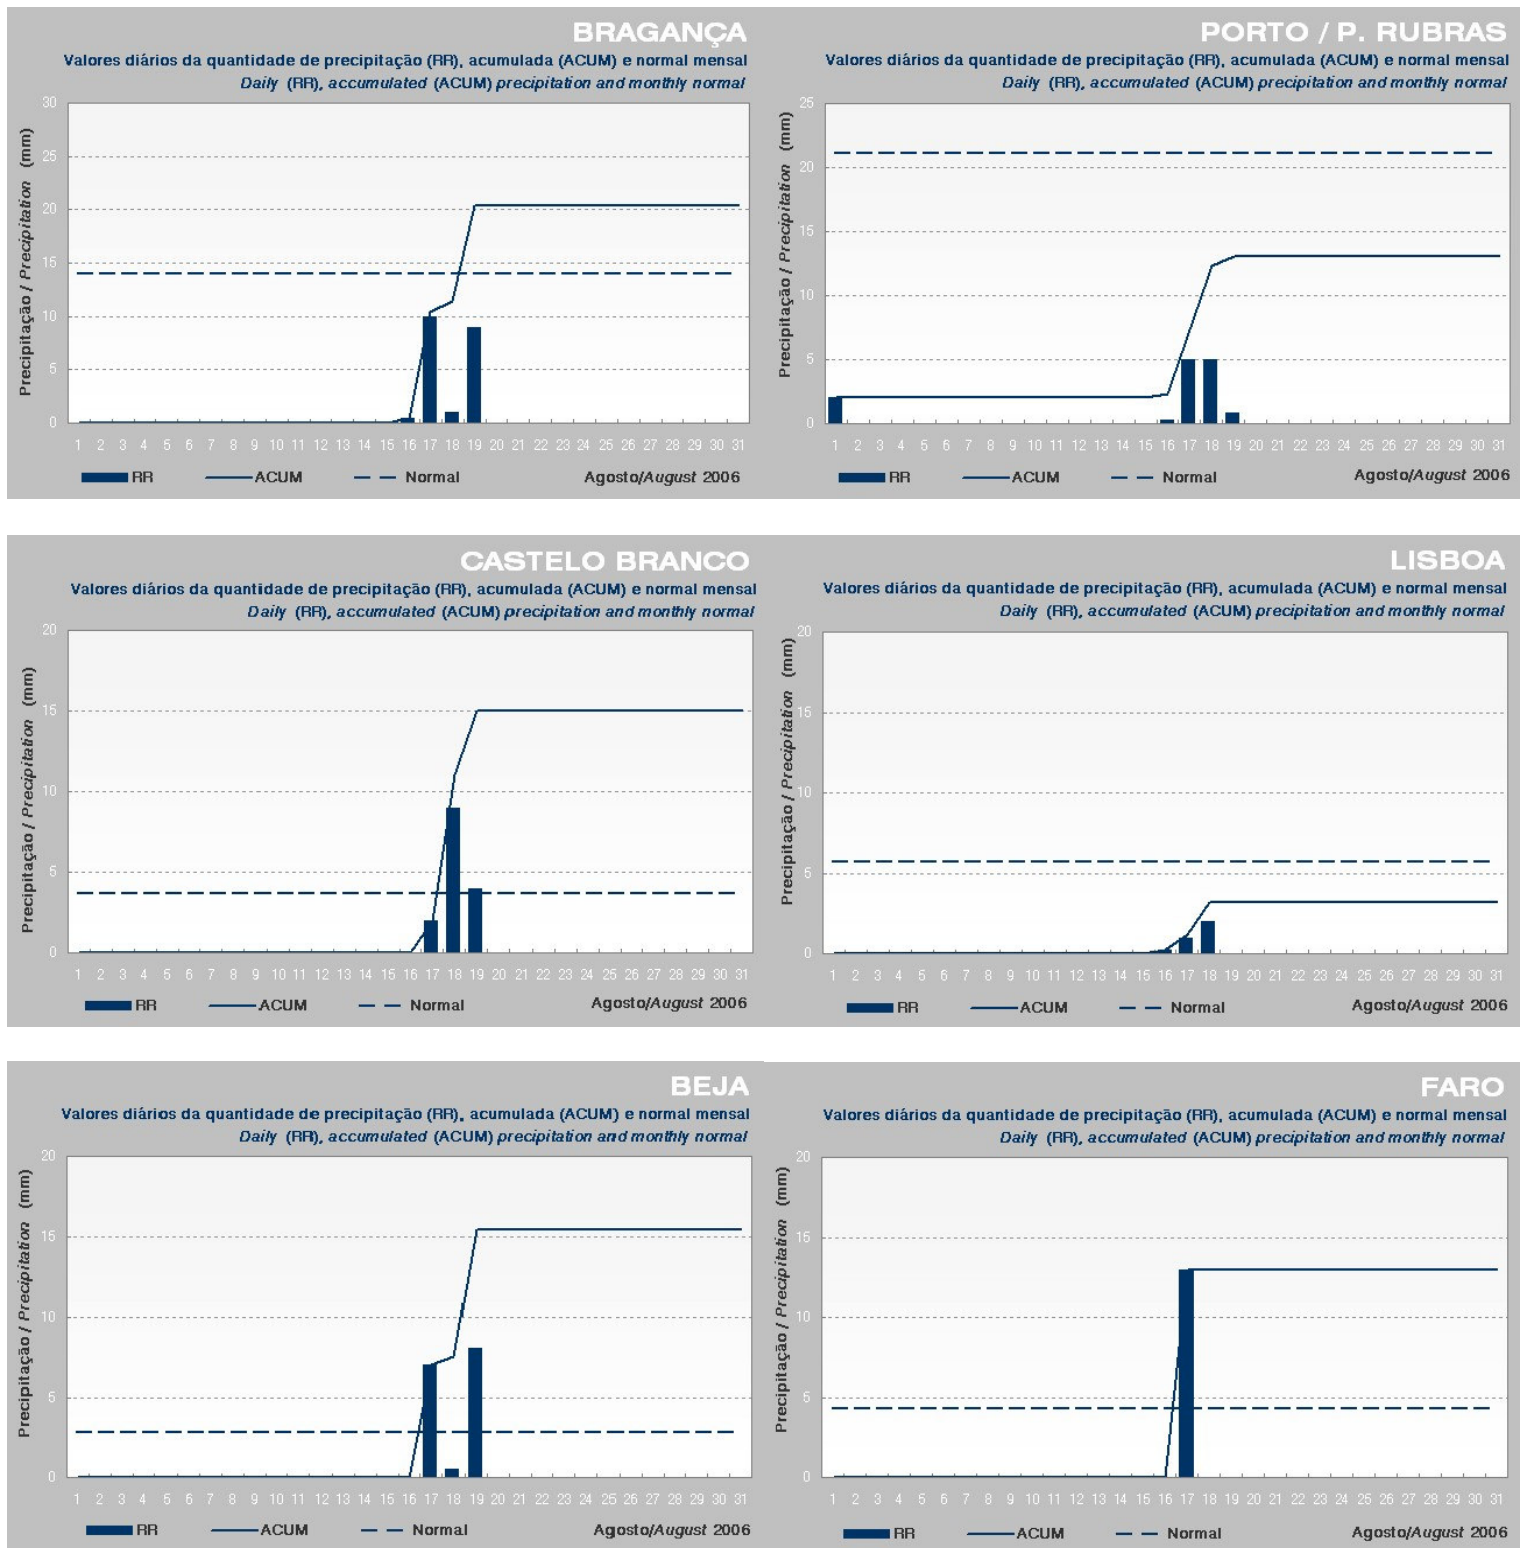 BRAGANÇA
Valores diários da quantidade de precipitação (RR), acumulada (ACUM) e normal mensal
Daily (RR), accumulated (ACUM) precipitation and monthly normal
Precipitação / Precipitation (mm)
30
25
20
15
10
5
0
1 2 3 4 5 6 7 8 9 10 11 12 13 14 15 16 17 18 19 20 21 22 23 24 25 26 27 28 29 30 31
RR ACUM Normal Agosto/August 2006
PORTO / P. RUBRAS
Valores diários da quantidade de precipitação (RR), acumulada (ACUM) e normal mensal
Daily (RR), accumulated (ACUM) precipitation and monthly normal
Precipitação / Precipitation (mm)
25
20
15
10
5
0
1 2 3 4 5 6 7 8 9 10 11 12 13 14 15 16 17 18 19 20 21 22 23 24 25 26 27 28 29 30 31
RR ACUM Normal Agosto/August 2006
CASTELO BRANCO
Valores diários da quantidade de precipitação (RR), acumulada (ACUM) e normal mensal
Daily (RR), accumulated (ACUM) precipitation and monthly normal
Precipitação / Precipitation (mm)
20
15
10
5
0
1 2 3 4 5 6 7 8 9 10 11 12 13 14 15 16 17 18 19 20 21 22 23 24 25 26 27 28 29 30 31
RR ACUM Normal Agosto/August 2006
LISBOA
Valores diários da quantidade de precipitação (RR), acumulada (ACUM) e normal mensal
Daily (RR), accumulated (ACUM) precipitation and monthly normal
Precipitação / Precipitation (mm)
20
15
10
5
0
1 2 3 4 5 6 7 8 9 10 11 12 13 14 15 16 17 18 19 20 21 22 23 24 25 26 27 28 29 30 31
RR ACUM Normal Agosto/August 2006
BEJA
Valores diários da quantidade de precipitação (RR), acumulada (ACUM) e normal mensal
Daily (RR), accumulated (ACUM) precipitation and monthly normal
Precipitação / Precipitation (mm)
20
15
10
5
0
1 2 3 4 5 6 7 8 9 10 11 12 13 14 15 16 17 18 19 20 21 22 23 24 25 26 27 28 29 30 31
RR ACUM Normal Agosto/August 2006
FARO
Valores diários da quantidade de precipitação (RR), acumulada (ACUM) e normal mensal
Daily (RR), accumulated (ACUM) precipitation and monthly normal
Precipitação / Precipitation (mm)
20
15
10
5
0
1 2 3 4 5 6 7 8 9 10 11 12 13 14 15 16 17 18 19 20 21 22 23 24 25 26 27 28 29 30 31
RR ACUM Normal Agosto/August 2006